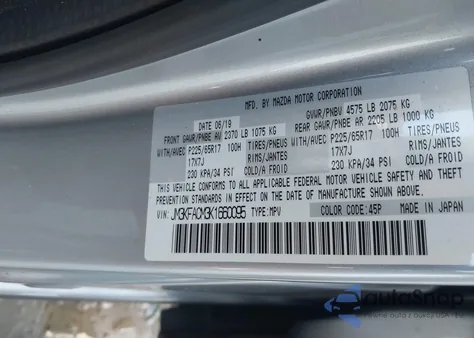 MFD. BY MAZDA MOTOR CORPORATION
DATE 06/19 GVWR/PNBV 4575 LB 2075 KG
FRONT GAWR/PNBE AV 2370 LB 1075 KG REAR GAWR/PNBE AR 2205 LB 1000 KG
WITH/AVEC P225/65R17 100H TIRES/PNEUS WITH/AVEC P225/65R17 100H TIRES/PNEUS
17X7J RIMS/JANTES 17X7J RIMS/JANTES
230 KPA/34 PSI COLD/A FROID 230 KPA/34 PSI COLD/A FROID
THIS VEHICLE CONFORMS TO ALL APPLICABLE FEDERAL MOTOR VEHICLE SAFETY, BUMPER, AND THEFT
PREVENTION STANDARDS IN EFFECT ON THE DATE OF MANUFACTURE SHOWN ABOVE.
VIN: JM3KFACM3K1660095 TYPE:MPV COLOR CODE:45P MADE IN JAPAN
autoSnap